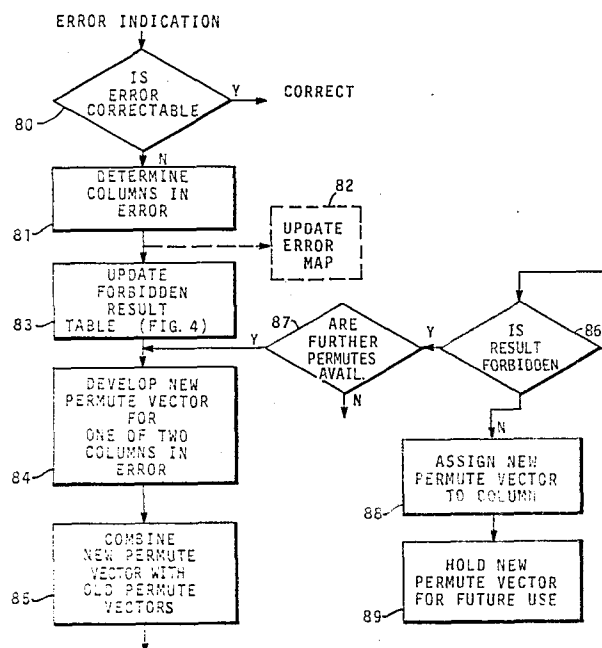 ERROR INDICATION
IS
ERROR
CORRECTABLE
Y
CORRECT
80
N
DETERMINE
COLUMNS IN
ERROR
81
82
UPDATE
ERROR
MAP
UPDATE
FORBIDDEN
RESULT
TABLE (FIG. 4)
83
87
Y
ARE
FURTHER
PERMUTES
AVAIL.
N
Y
IS
RESULT
FORBIDDEN
86
N
DEVELOP NEW
PERMUTE VECTOR
FOR
ONE OF TWO
COLUMNS IN
ERROR
84
ASSIGN NEW
PERMUTE VECTOR
TO COLUMN
88
COMBINE
NEW PERMUTE
VECTOR WITH
OLD PERMUTE
VECTORS
85
HOLD NEW
PERMUTE VECTOR
FOR FUTURE USE
89